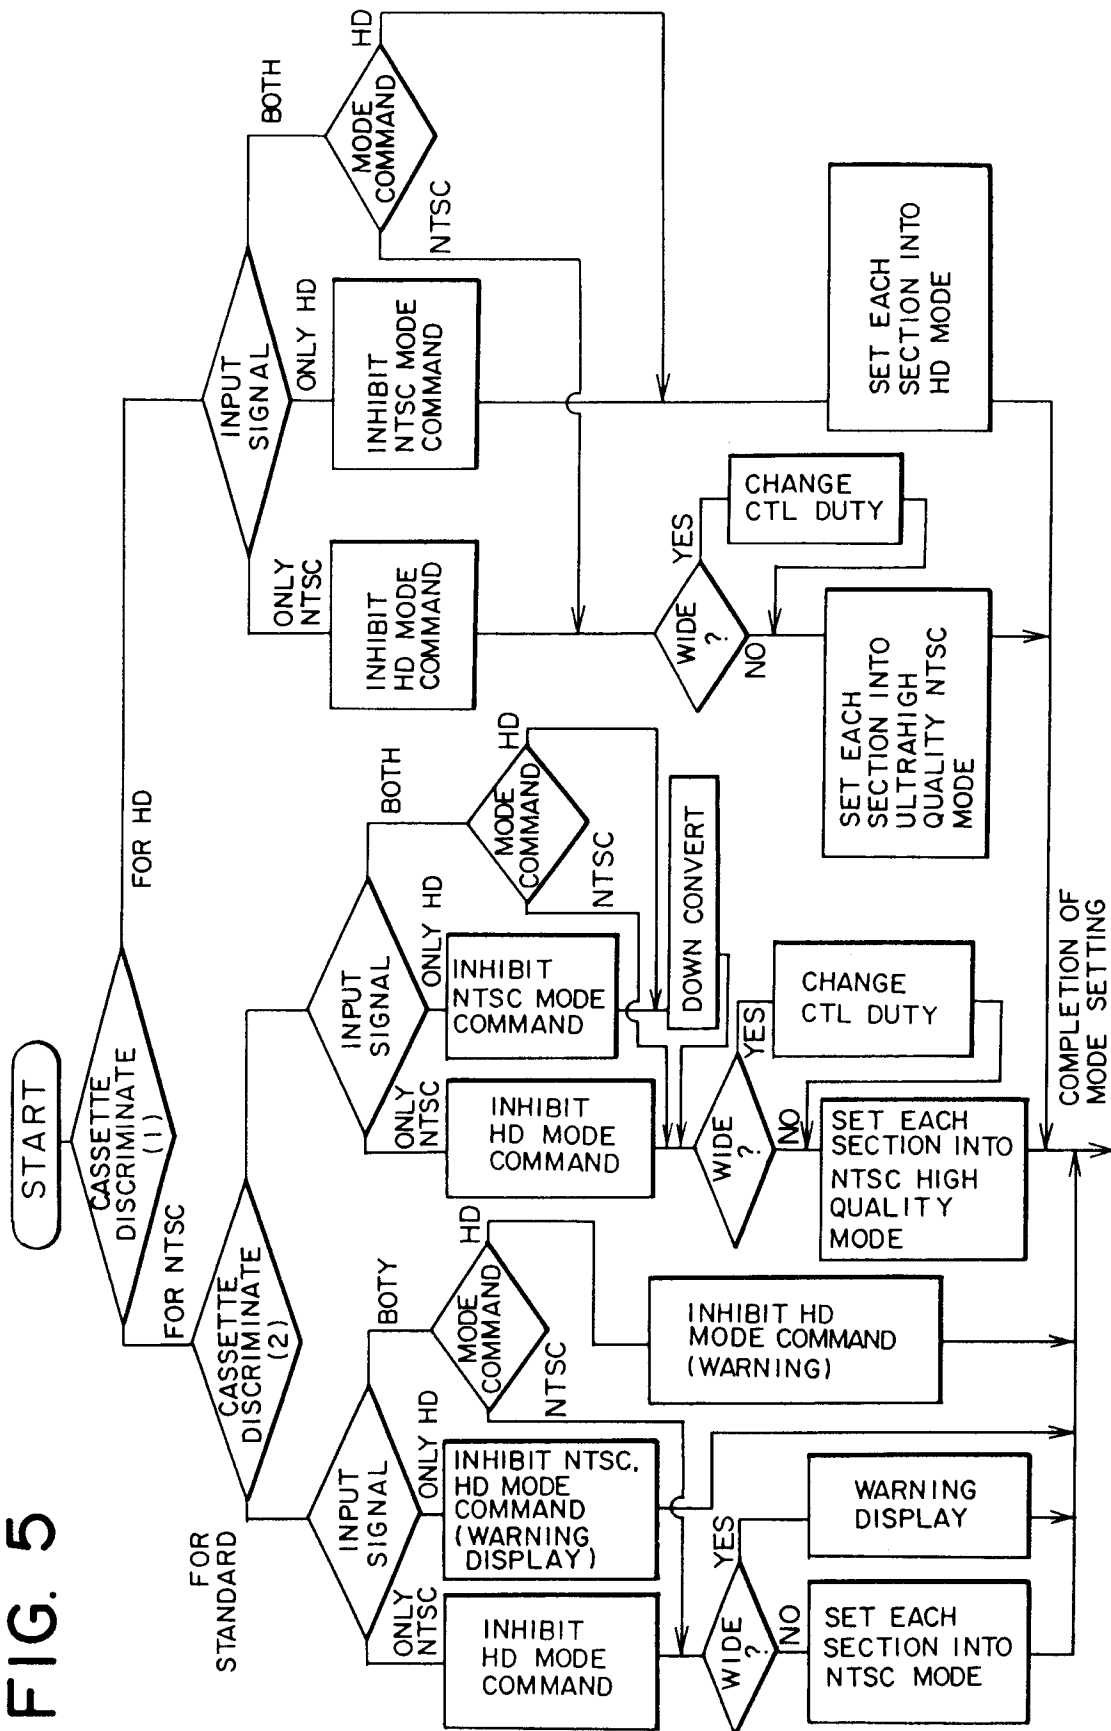 FIG. 5
START
CASSETTE
DISCRIMINATE
(1)
FOR NTSC
FOR HD
CASSETTE
DISCRIMINATE
(2)
FOR
STANDARD
INPUT
SIGNAL
ONLY
NTSC
ONLY HD
BOTY
INHIBIT
HD MODE
COMMAND
INHIBIT NTSC,
HD MODE
COMMAND
(WARNING
DISPLAY)
MODE
COMMAND
NTSC
HD
INHIBIT HD
MODE COMMAND
(WARNING)
WIDE
?
YES
NO
WARNING
DISPLAY
SET EACH
SECTION INTO
NTSC MODE
INPUT
SIGNAL
ONLY
NTSC
ONLY HD
BOTH
INHIBIT
HD MODE
COMMAND
INHIBIT
NTSC MODE
COMMAND
MODE
COMMAND
NTSC
HD
DOWN CONVERT
WIDE
?
YES
NO
CHANGE
CTL DUTY
SET EACH
SECTION INTO
NTSC HIGH
QUALITY
MODE
INPUT
SIGNAL
ONLY
NTSC
ONLY HD
BOTH
INHIBIT
HD MODE
COMMAND
INHIBIT
NTSC MODE
COMMAND
MODE
COMMAND
NTSC
HD
WIDE
?
YES
NO
CHANGE
CTL DUTY
SET EACH
SECTION INTO
ULTRAHIGH
QUALITY NTSC
MODE
SET EACH
SECTION INTO
HD MODE
COMPLETION OF
MODE SETTING